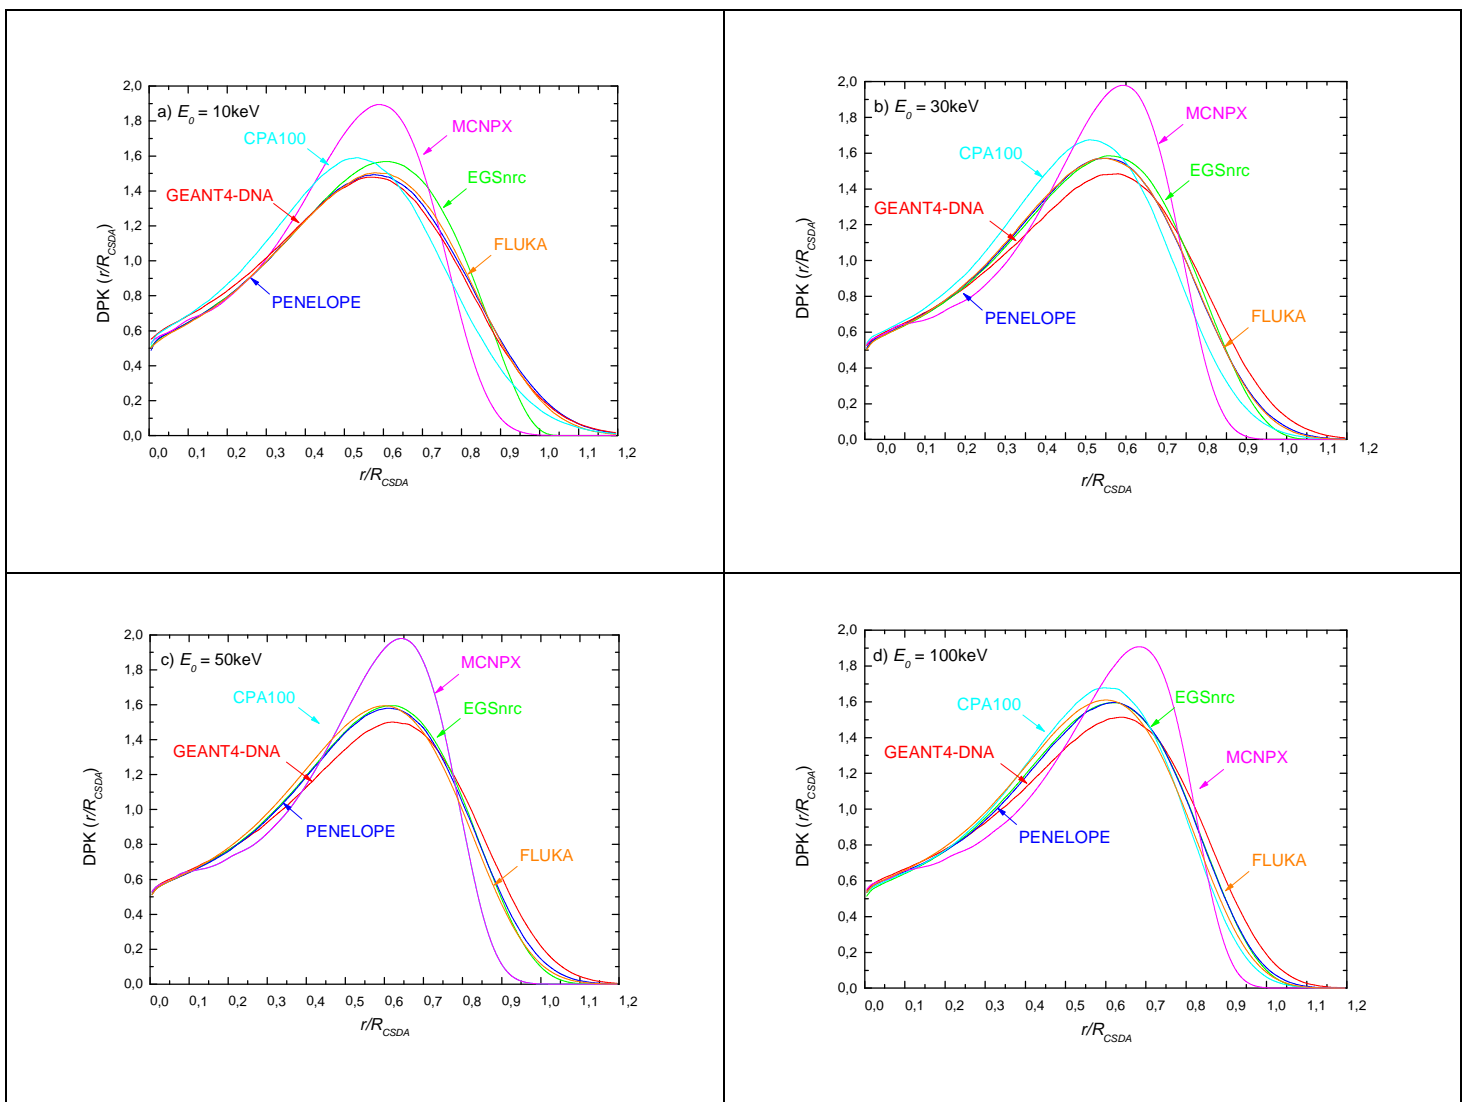 a) E0 = 10keV
2,0
1,8
1,6
1,4
1,2
1,0
0,8
0,6
0,4
0,2
0,0
DPK (r/RCSDA)
MCNPX
CPA100
EGSnrc
GEANT4-DNA
FLUKA
PENELOPE
0,0 0,1 0,2 0,3 0,4 0,5 0,6 0,7 0,8 0,9 1,0 1,1 1,2
r/RCSDA
b) E0 = 30keV
2,0
1,8
1,6
1,4
1,2
1,0
0,8
0,6
0,4
0,2
0,0
DPK (r/RCSDA)
MCNPX
CPA100
EGSnrc
GEANT4-DNA
PENELOPE
FLUKA
0,0 0,1 0,2 0,3 0,4 0,5 0,6 0,7 0,8 0,9 1,0 1,1 1,2
r/RCSDA
c) E0 = 50keV
2,0
1,8
1,6
1,4
1,2
1,0
0,8
0,6
0,4
0,2
0,0
DPK (r/RCSDA)
MCNPX
CPA100
EGSnrc
GEANT4-DNA
PENELOPE
FLUKA
0,0 0,1 0,2 0,3 0,4 0,5 0,6 0,7 0,8 0,9 1,0 1,1 1,2
r/RCSDA
d) E0 = 100keV
2,0
1,8
1,6
1,4
1,2
1,0
0,8
0,6
0,4
0,2
0,0
DPK (r/RCSDA)
EGSnrc
CPA100
GEANT4-DNA
MCNPX
PENELOPE
FLUKA
0,0 0,1 0,2 0,3 0,4 0,5 0,6 0,7 0,8 0,9 1,0 1,1 1,2
r/RCSDA